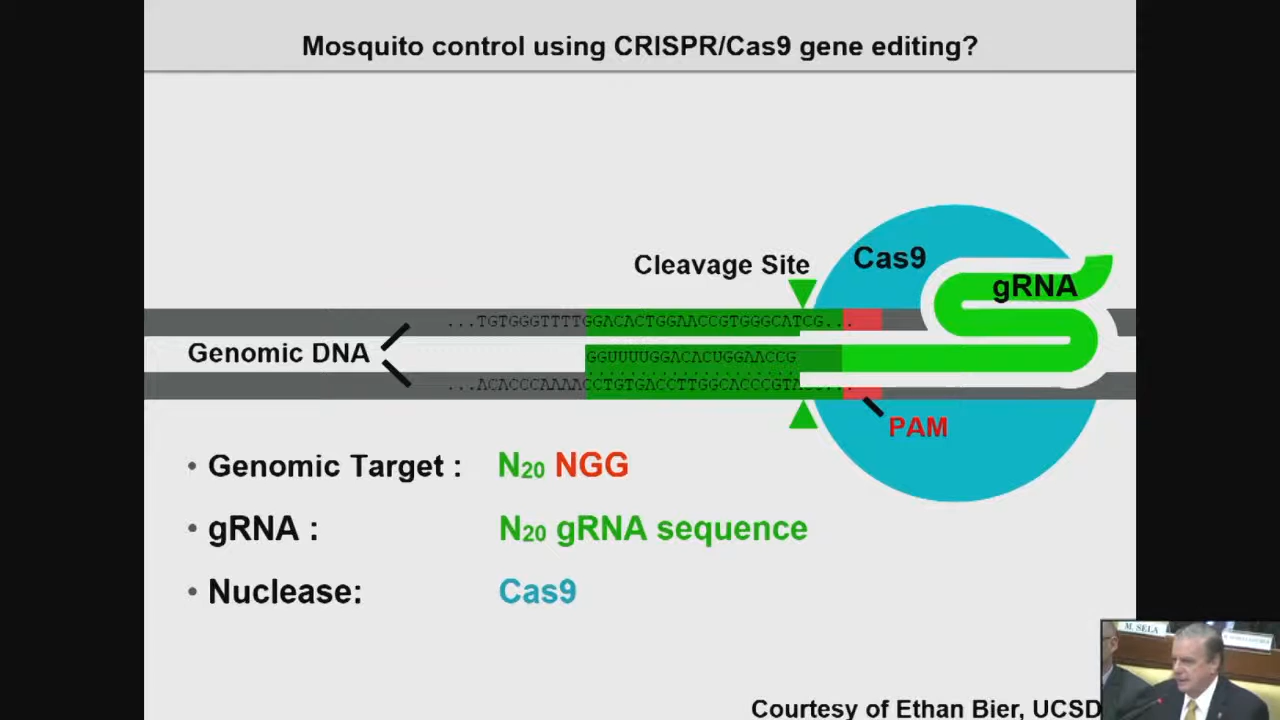 Mosquito control using CRISPR/Cas9 gene editing?
Cleavage Site
Cas9
gRNA
...TGTGGGTTTTGGACACTGGAACCGTGGGCATCG...
Genomic DNA
GGUUUUGGACACUGGAACCG
...ACACCCAAAACCTGTGACCTTGGCACCCGTA
PAM
• Genomic Target : N20 NGG
• gRNA : N20 gRNA sequence
• Nuclease: Cas9
M. SELA
Courtesy of Ethan Bier, UCSD